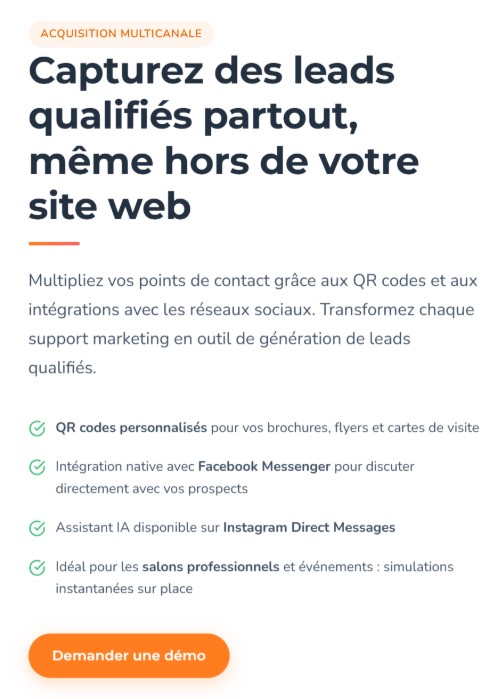 ACQUISITION MULTICANALE
Capturez des leads
qualifiés partout,
même hors de votre
site web
Multipliez vos points de contact grâce aux QR codes et aux
intégrations avec les réseaux sociaux. Transformez chaque
support marketing en outil de génération de leads
qualifiés.
QR codes personnalisés pour vos brochures, flyers et cartes de visite
Intégration native avec Facebook Messenger pour discuter
directement avec vos prospects
Assistant IA disponible sur Instagram Direct Messages
Idéal pour les salons professionnels et événements : simulations
instantanées sur place
Demander une démo